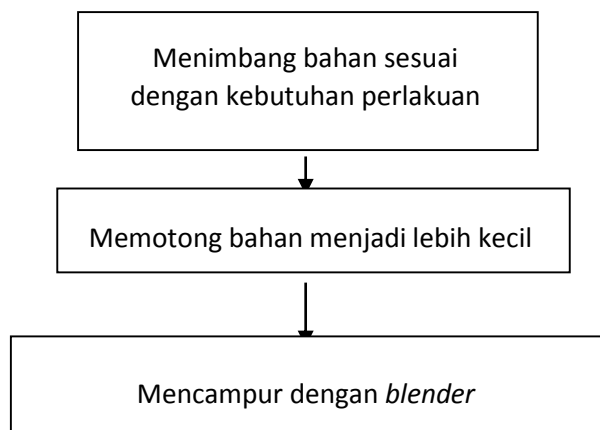 Menimbang bahan sesuai
dengan kebutuhan perlakuan
Memotong bahan menjadi lebih kecil
Mencampur dengan blender